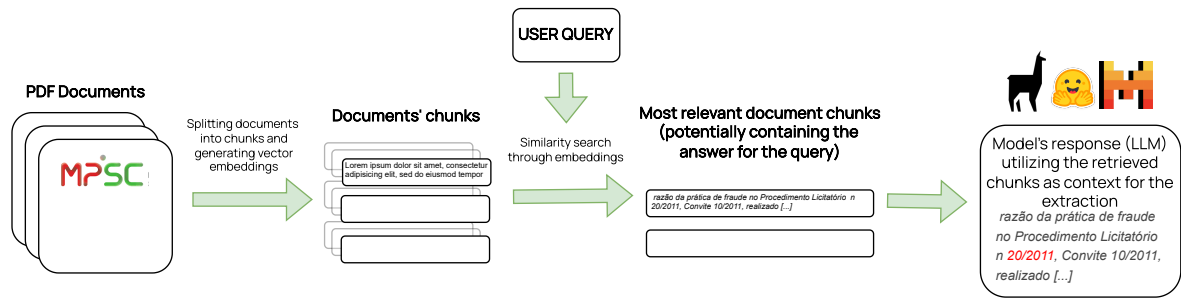 PDF Documents
MPSC
Splitting documents
into chunks and
generating vector
embeddings
Documents' chunks
Lorem ipsum dolor sit amet, consectetur
adipisicing elit, sed do eiusmod tempor
USER QUERY
Similarity search
through embeddings
Most relevant document chunks
(potentially containing the
answer for the query)
razão da prática de fraude no Procedimento Licitatório n
20/2011, Convite 10/2011, realizado [...]
Model's response (LLM)
utilizing the retrieved
chunks as context for the
extraction
razão da prática de fraude
no Procedimento Licitatório
n 20/2011, Convite 10/2011,
realizado [...]